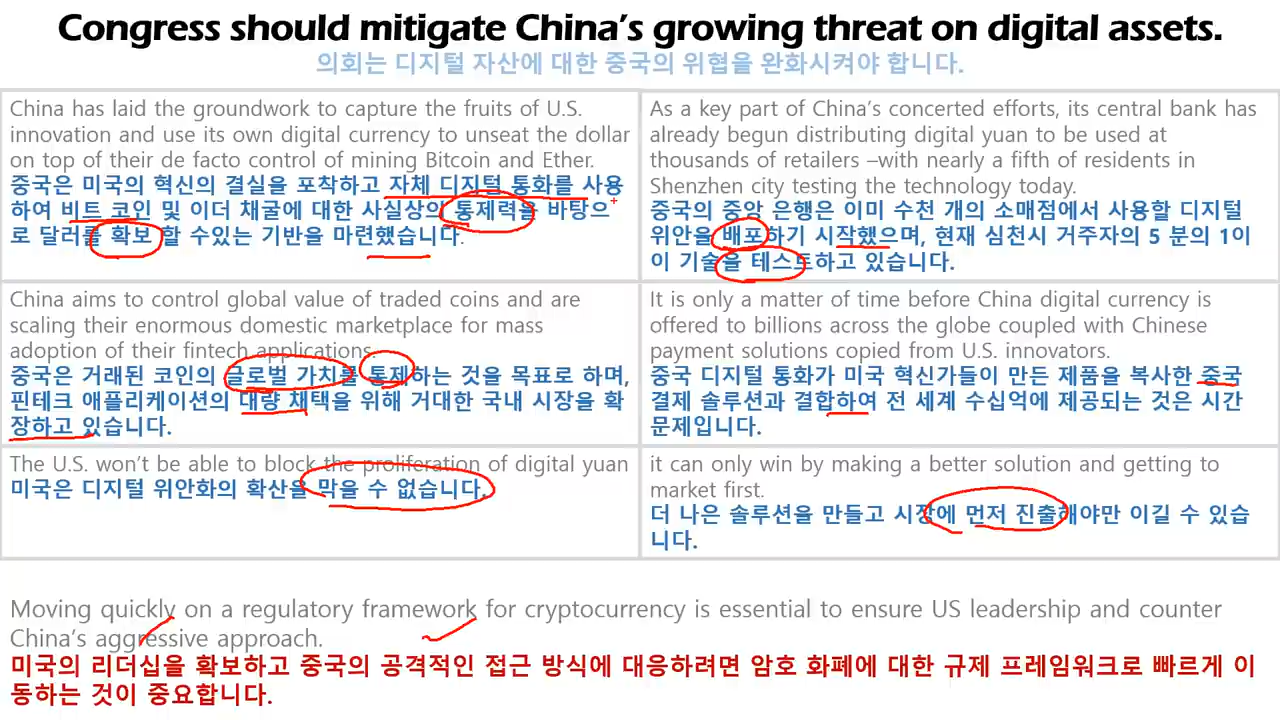 Congress should mitigate China's growing threat on digital assets.
의회는 디지털 자산에 대한 중국의 위협을 완화시켜야 합니다.
China has laid the groundwork to capture the fruits of U.S.
innovation and use its own digital currency to unseat the dollar
on top of their de facto control of mining Bitcoin and Ether.
중국은 미국의 혁신의 결실을 포착하고 자체 디지털 통화를 사용
하여 비트 코인 및 이더 채굴에 대한 사실상의 통제력을 바탕으
로 달러를 확보 할 수있는 기반을 마련했습니다.
As a key part of China's concerted efforts, its central bank has
already begun distributing digital yuan to be used at
thousands of retailers –with nearly a fifth of residents in
Shenzhen city testing the technology today.
중국의 중앙 은행은 이미 수천 개의 소매점에서 사용할 디지털
위안을 배포하기 시작했으며, 현재 심천시 거주자의 5 분의 1이
이 기술을 테스트하고 있습니다.
China aims to control global value of traded coins and are
scaling their enormous domestic marketplace for mass
adoption of their fintech applications.
중국은 거래된 코인의 글로벌 가치를 통제하는 것을 목표로 하며,
핀테크 애플리케이션의 대량 채택을 위해 거대한 국내 시장을 확
장하고 있습니다.
It is only a matter of time before China digital currency is
offered to billions across the globe coupled with Chinese
payment solutions copied from U.S. innovators.
중국 디지털 통화가 미국 혁신가들이 만든 제품을 복사한 중국
결제 솔루션과 결합하여 전 세계 수십억에 제공되는 것은 시간
문제입니다.
The U.S. won't be able to block the proliferation of digital yuan
미국은 디지털 위안화의 확산을 막을 수 없습니다.
it can only win by making a better solution and getting to
market first.
더 나은 솔루션을 만들고 시장에 먼저 진출해야만 이길 수 있습
니다.
Moving quickly on a regulatory framework for cryptocurrency is essential to ensure US leadership and counter
China's aggressive approach.
미국의 리더십을 확보하고 중국의 공격적인 접근 방식에 대응하려면 암호 화폐에 대한 규제 프레임워크로 빠르게 이
동하는 것이 중요합니다.